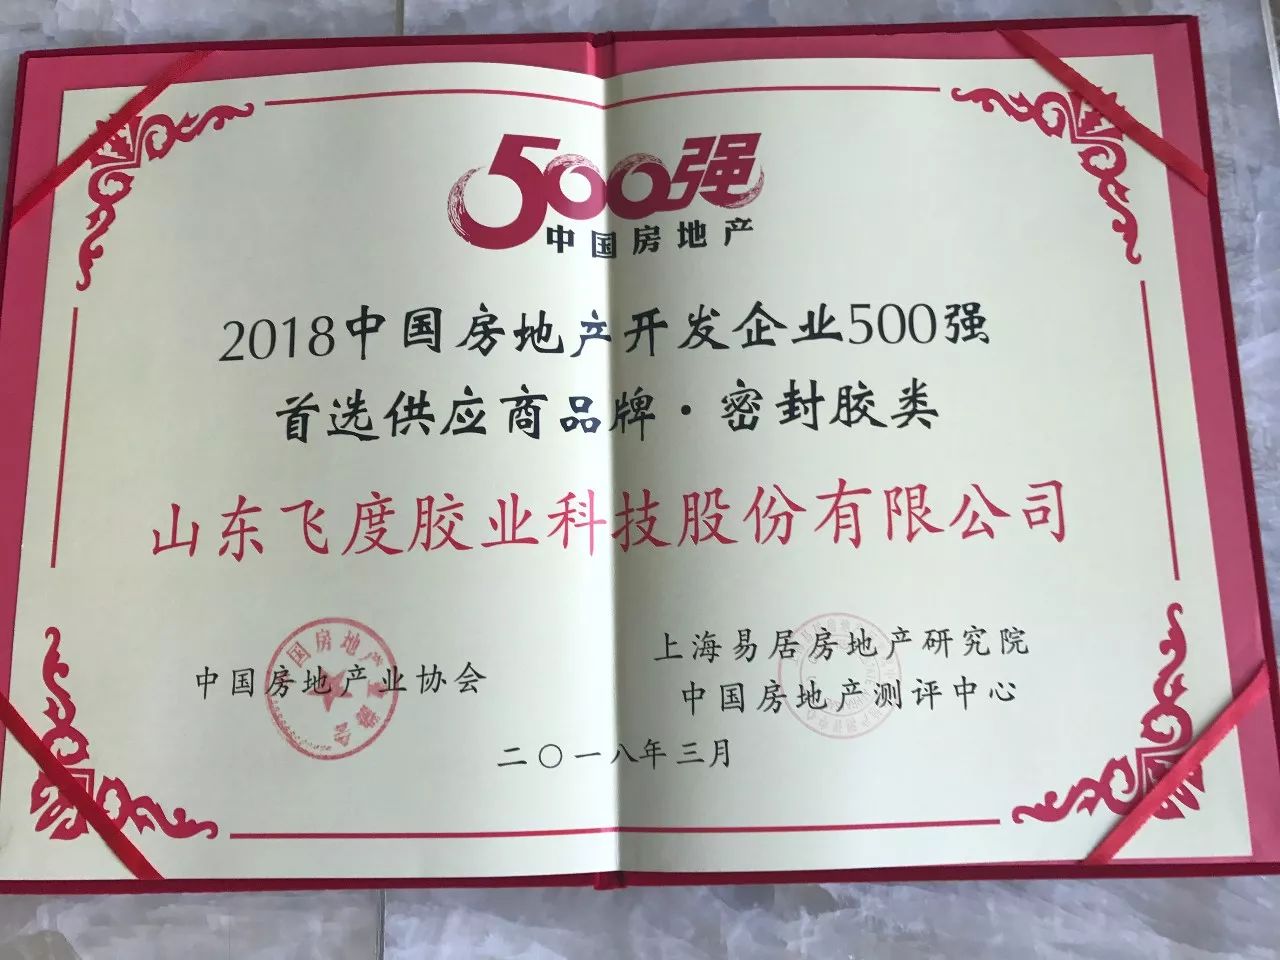 500强
中国房地产
2018中国房地产开发企业500强
首选供应商品牌·密封胶类
山东飞度胶业科技股份有限公司
中国房地产业协会
上海易居房地产研究院
中国房地产测评中心
二〇一八年三月